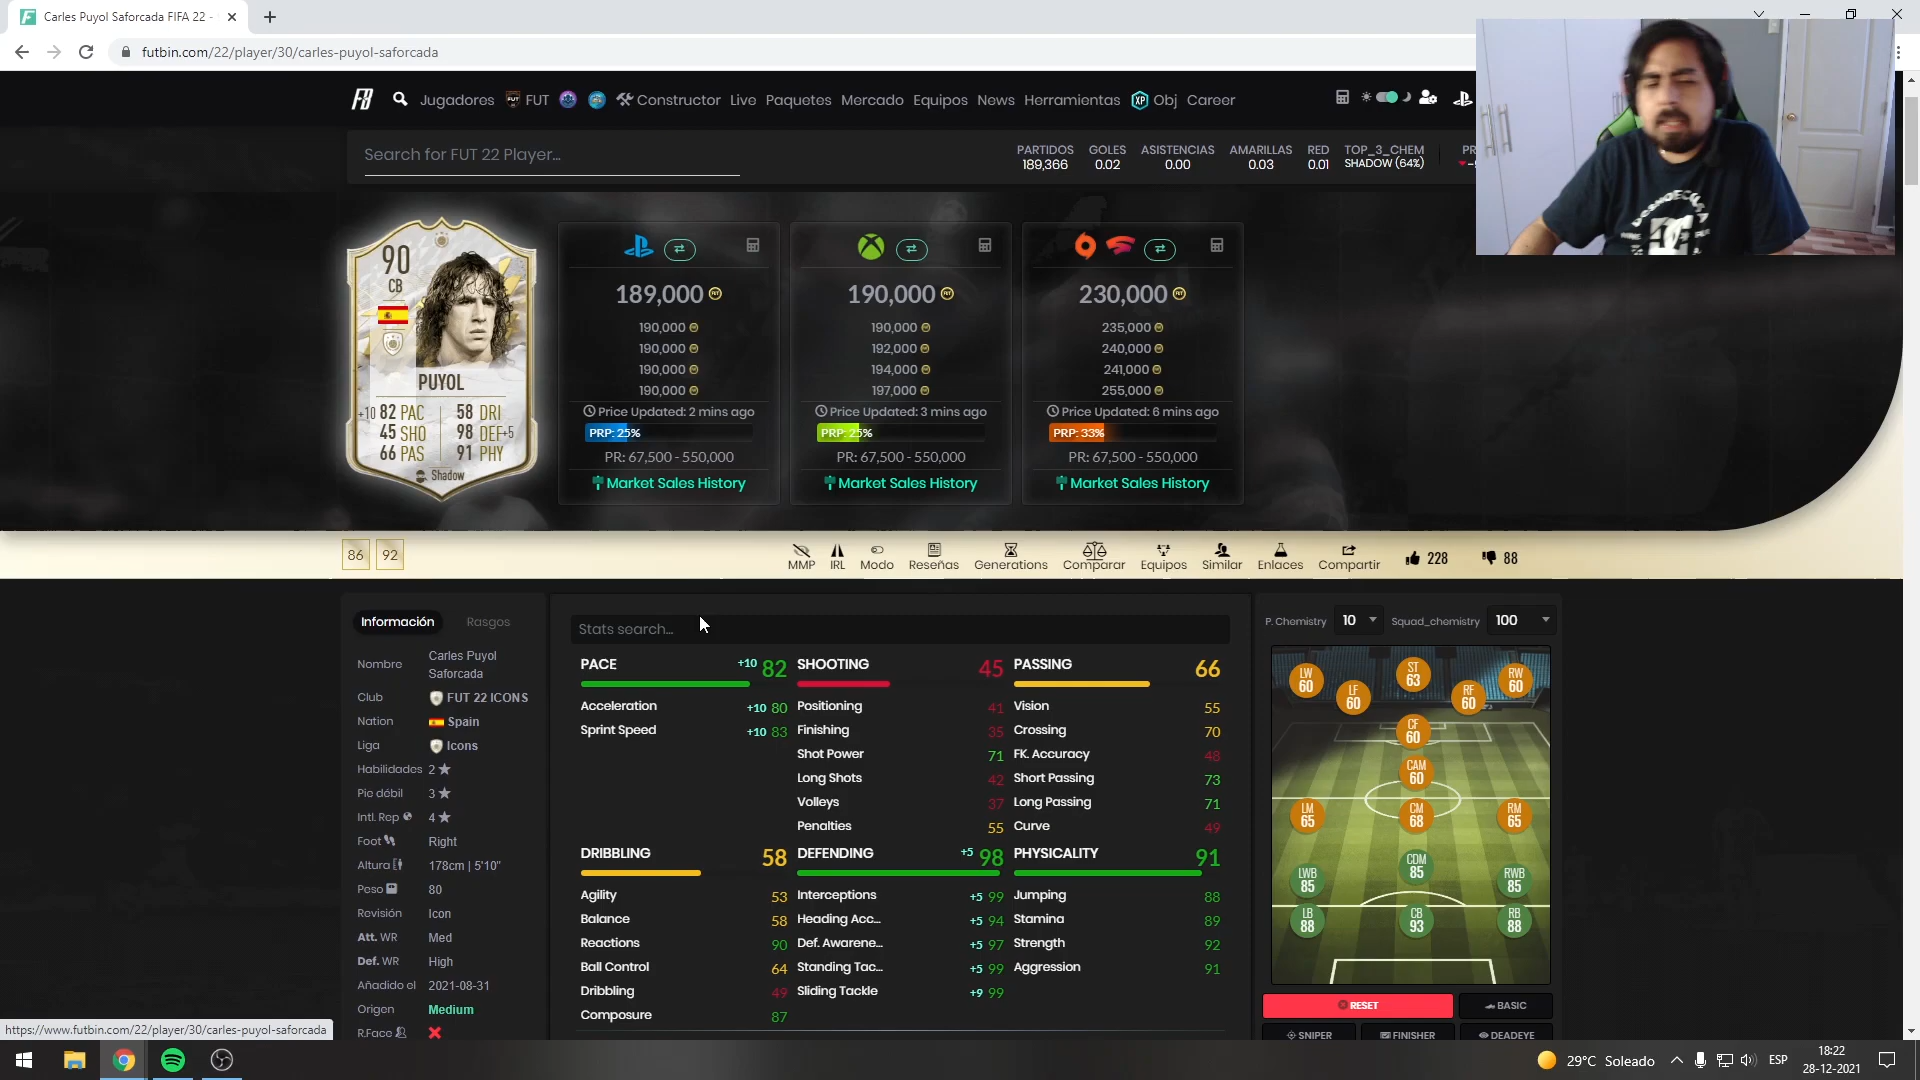 Carles Puyol Saforcada FIFA 22 -
futbin.com/22/player/30/carles-puyol-saforcada
Jugadores FUT Constructor Live Paquetes Mercado Equipos News Herramientas Obj Career
Search for FUT 22 Player...
PARTIDOS GOLES ASISTENCIAS AMARILLAS RED TOP_3_CHEM
189,366 0.02 0.00 0.03 0.01 SHADOW (64%)
90
CB
PUYOL
+10 82 PAC 58 DRI
45 SHO 98 DEF+5
66 PAS 91 PHY
Shadow
189,000
190,000
190,000
190,000
190,000
Price Updated: 2 mins ago
PRP: 25%
PR: 67,500 - 550,000
Market Sales History
190,000
190,000
192,000
194,000
197,000
Price Updated: 3 mins ago
PRP: 25%
PR: 67,500 - 550,000
Market Sales History
230,000
235,000
240,000
241,000
255,000
Price Updated: 6 mins ago
PRP: 33%
PR: 67,500 - 550,000
Market Sales History
86 92
MMP IRL Modo Reseñas Generations Comparar Equipos Similar Enlaces Compartir 228 88
Información Rasgos
Nombre Carles Puyol Saforcada
Club FUT 22 ICONS
Nation Spain
Liga Icons
Habilidades 2
Pie débil 3
Intl. Rep 4
Foot Right
Altura 178cm | 5'10"
Peso 80
Revisión Icon
Att. WR Med
Def. WR High
Añadido el 2021-08-31
Origen Medium
R.Face
Stats search...
PACE +10 82
Acceleration +10 80
Sprint Speed +10 83
SHOOTING 45
Positioning 41
Finishing 35
Shot Power 71
Long Shots 42
Volleys 37
Penalties 55
PASSING 66
Vision 55
Crossing 70
FK. Accuracy 48
Short Passing 73
Long Passing 71
Curve 49
DRIBBLING 58
Agility 53
Balance 58
Reactions 90
Ball Control 64
Dribbling 49
Composure 87
DEFENDING +5 98
Interceptions +5 99
Heading Acc... +5 94
Def. Awarene... +5 97
Standing Tac... +5 99
Sliding Tackle +9 99
PHYSICALITY 91
Jumping 88
Stamina 89
Strength 92
Aggression 91
P. Chemistry 10 Squad_chemistry 100
LW 60
ST 63
RW 60
LF 60
RF 60
CF 60
CAM 60
LM 65
CM 68
RM 65
LWB 85
CDM 85
RWB 85
LB 88
CB 93
RB 88
RESET BASIC
SNIPER FINISHER DEADEYE
https://www.futbin.com/22/player/30/carles-puyol-saforcada
29°C Soleado ESP 18:22
28-12-2021